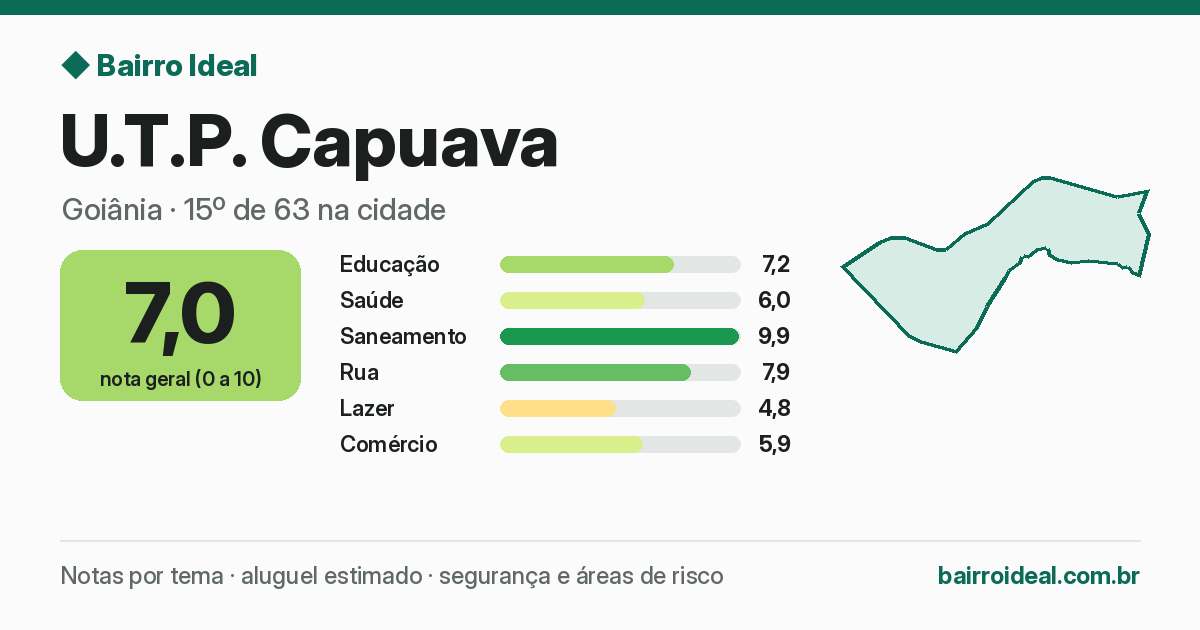 Bairro Ideal
U.T.P. Capuava
Goiânia · 15º de 63 na cidade
7,0
nota geral (0 a 10)
Educação 7,2
Saúde 6,0
Saneamento 9,9
Rua 7,9
Lazer 4,8
Comércio 5,9
Notas por tema · aluguel estimado · segurança e áreas de risco
bairroideal.com.br